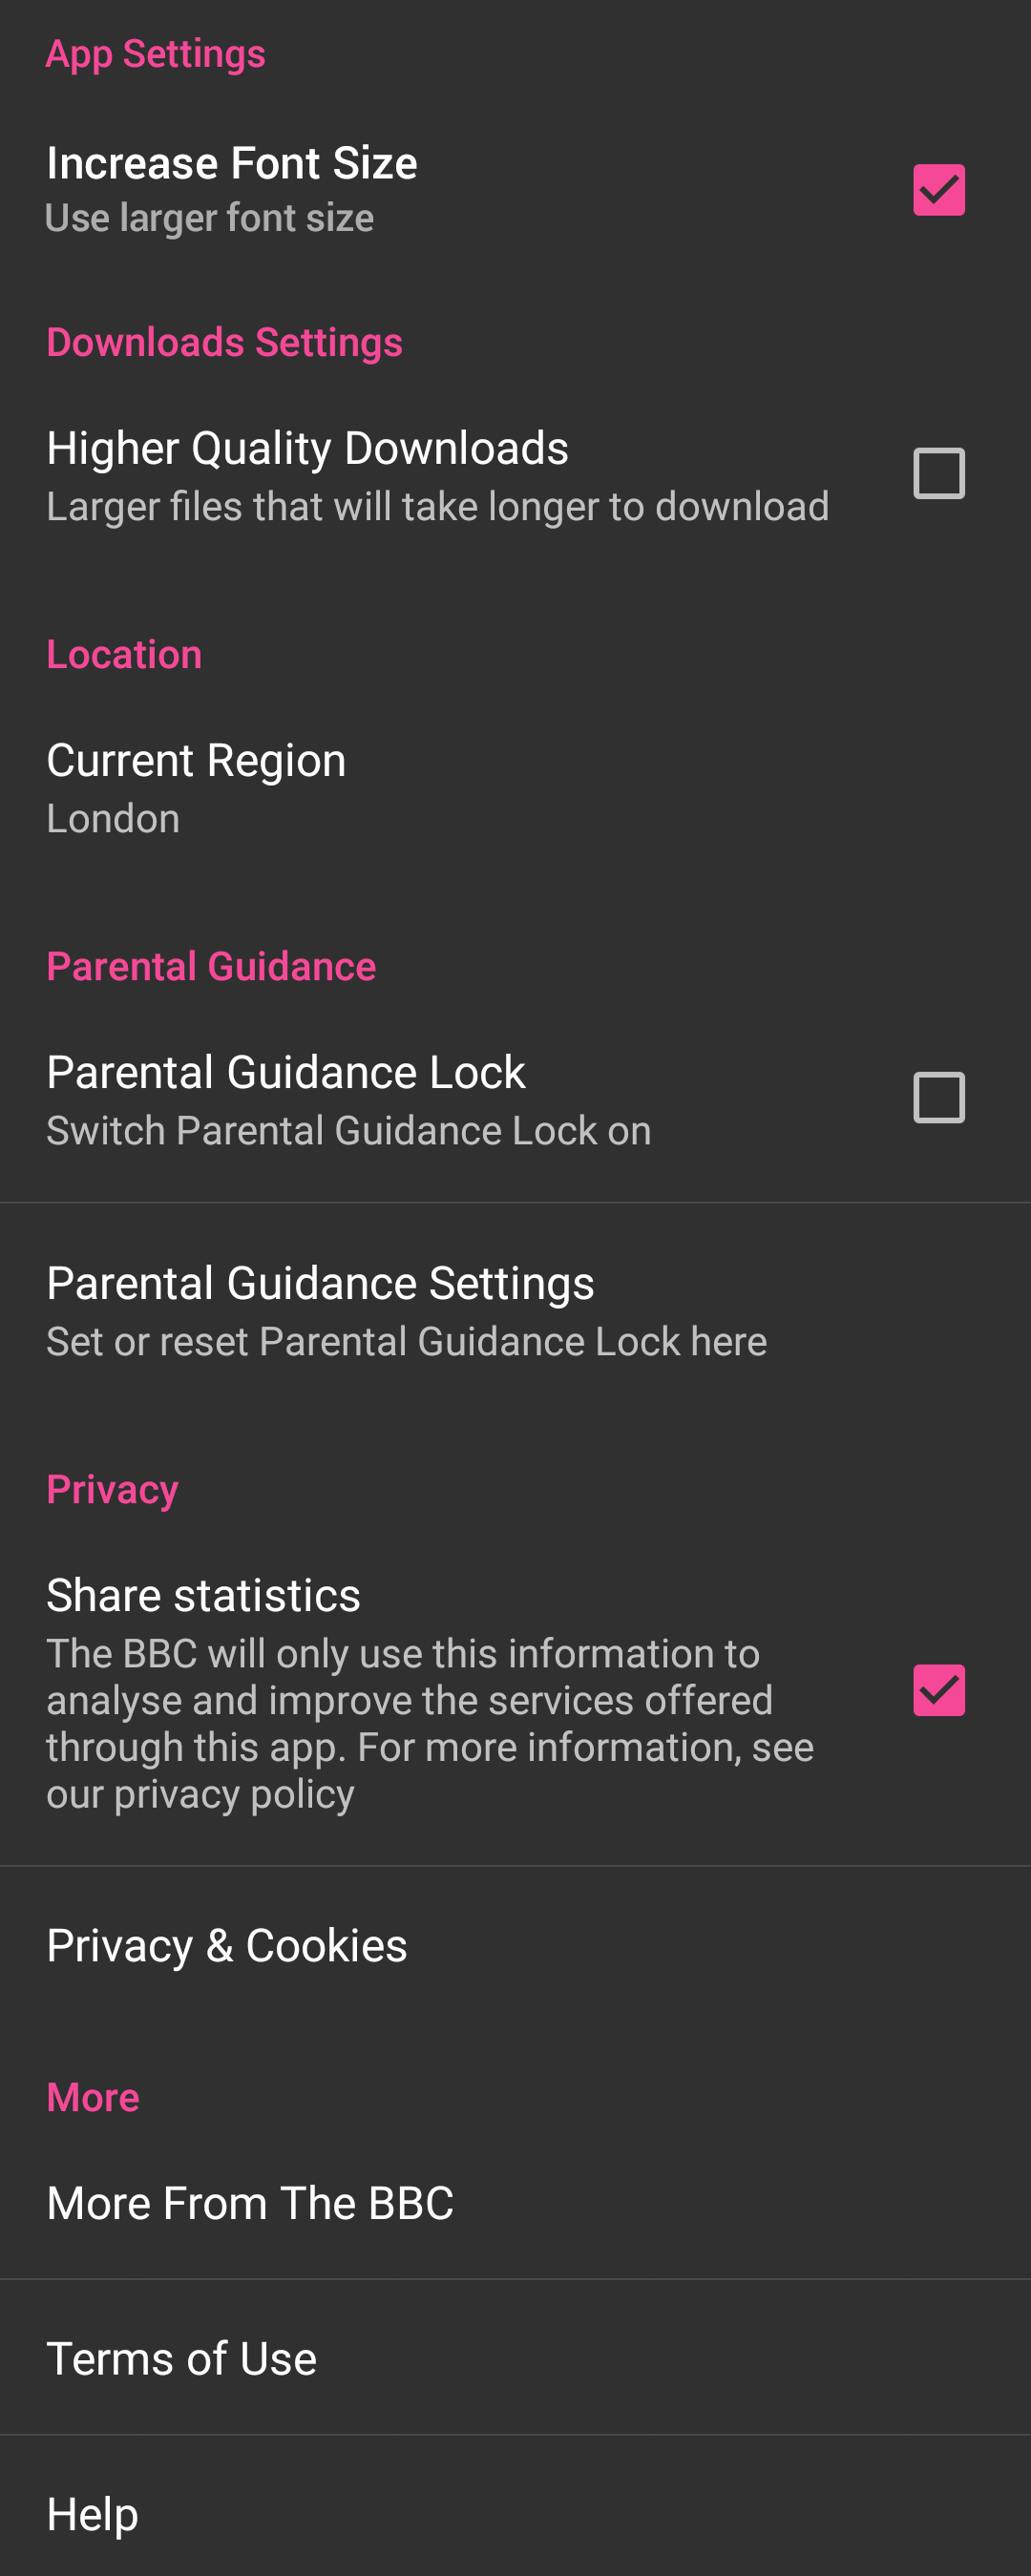 App Settings
Increase Font Size
Use larger font size
Downloads Settings
Higher Quality Downloads
Larger files that will take longer to download
Location
Current Region
London
Parental Guidance
Parental Guidance Lock
Switch Parental Guidance Lock on
Parental Guidance Settings
Set or reset Parental Guidance Lock here
Privacy
Share statistics
The BBC will only use this information to
analyse and improve the services offered
through this app. For more information, see
our privacy policy
Privacy & Cookies
More
More From The BBC
Terms of Use
Help